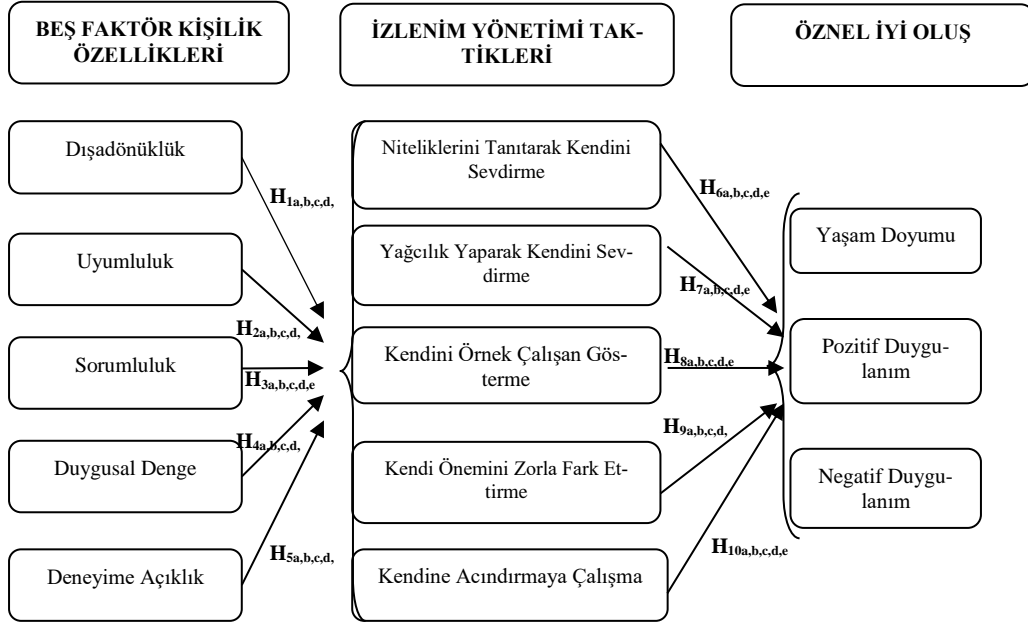 BEŞ FAKTÖR KİŞİLİK
ÖZELLİKLERİ
İZLENİM YÖNETİMİ TAK-
TİKLERİ
ÖZNEL İYİ OLUŞ
Dışadönüklük
Uyumluluk
Sorumluluk
Duygusal Denge
Deneyime Açıklık
H1a,b,c,d,
H2a,b,c,d,
H3a,b,c,d,e
H4a,b,c,d,
H5a,b,c,d,
Niteliklerini Tanıtarak Kendini
Sevdirme
Yağcılık Yaparak Kendini Sev-
dirme
Kendini Örnek Çalışan Gös-
terme
Kendi Önemini Zorla Fark Et-
tirme
Kendine Acındırmaya Çalışma
H6a,b,c,d,e
H7a,b,c,d,e
H8a,b,c,d,e
H9a,b,c,d,
H10a,b,c,d,e
Yaşam Doyumu
Pozitif Duygu-
lanım
Negatif Duygu-
lanım